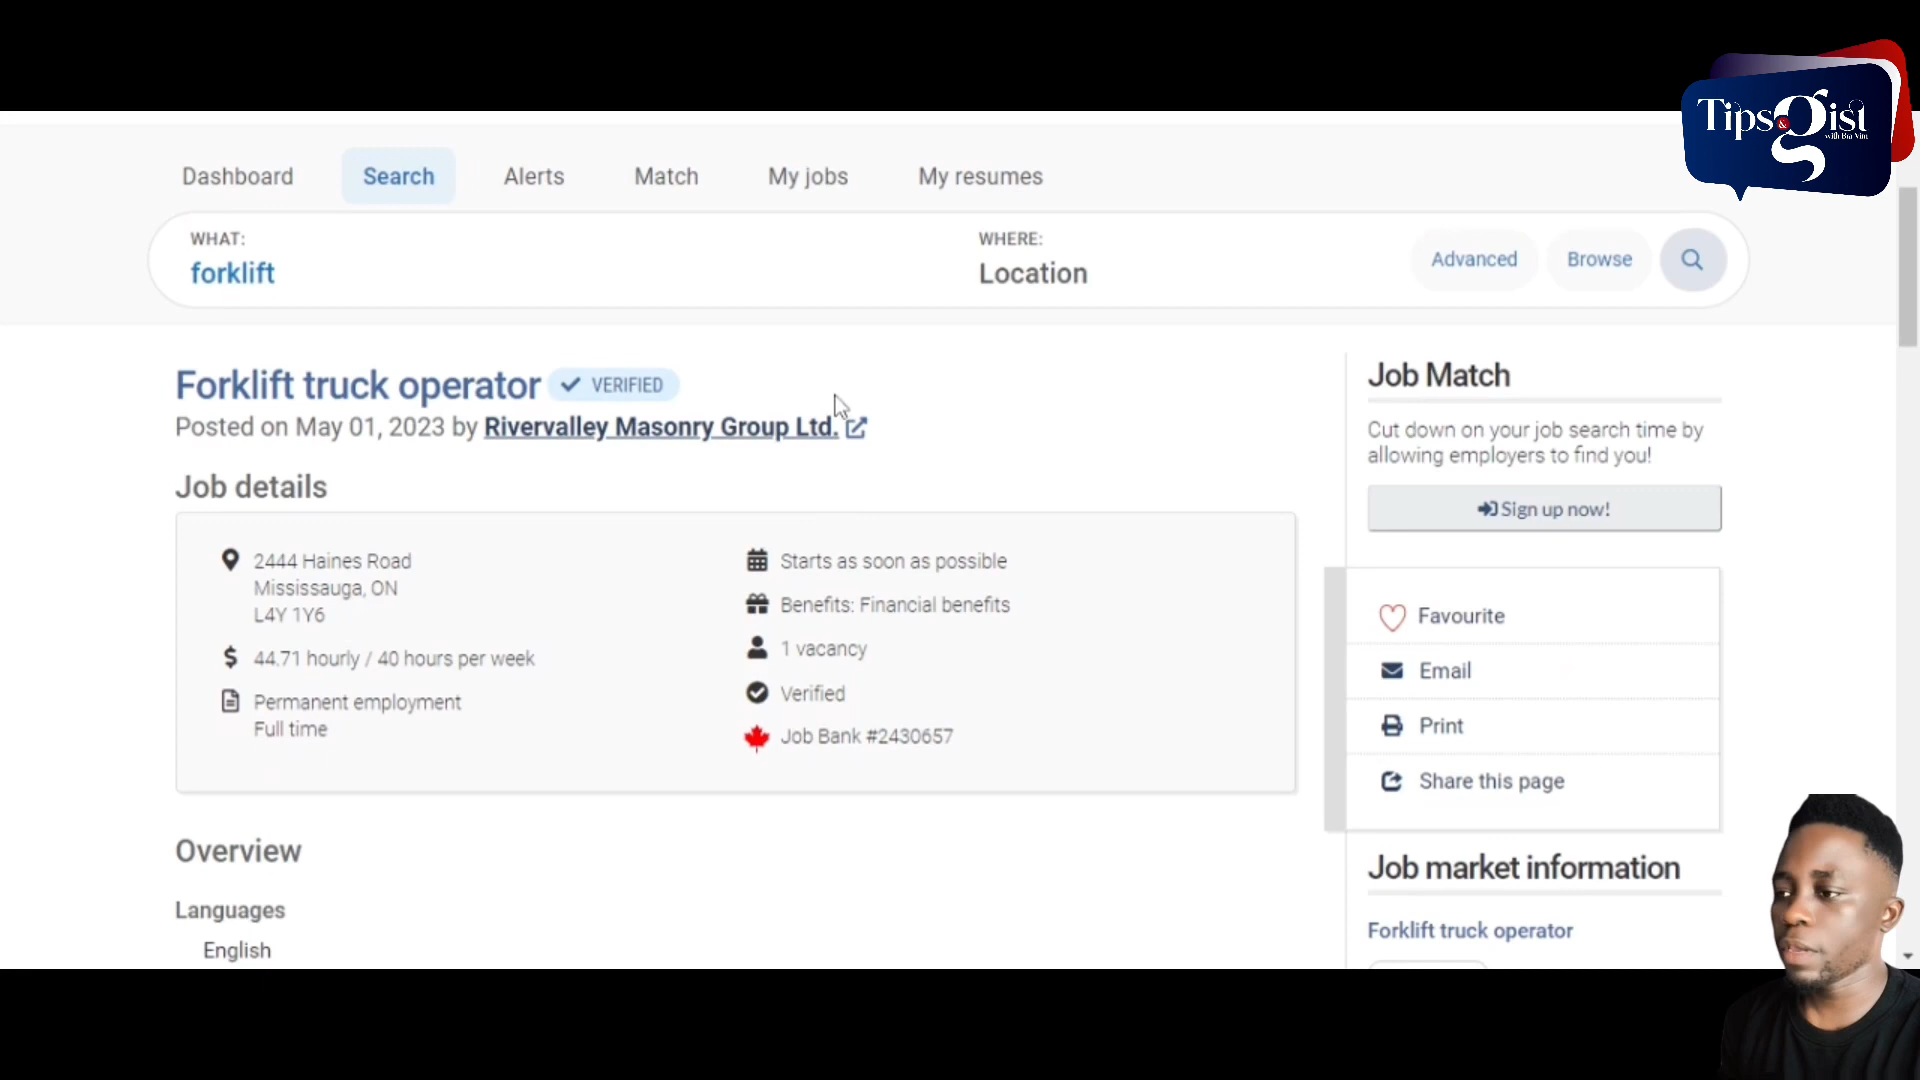 Tips & Gist
with Bra Vim
Dashboard
Search
Alerts
Match
My jobs
My resumes
WHAT:
forklift
WHERE:
Location
Advanced
Browse
Forklift truck operator
VERIFIED
Posted on May 01, 2023 by Rivervalley Masonry Group Ltd.
Job details
2444 Haines Road
Mississauga, ON
L4Y 1Y6
44.71 hourly / 40 hours per week
Permanent employment
Full time
Starts as soon as possible
Benefits: Financial benefits
1 vacancy
Verified
Job Bank #2430657
Overview
Languages
English
Job Match
Cut down on your job search time by
allowing employers to find you!
Sign up now!
Favourite
Email
Print
Share this page
Job market information
Forklift truck operator